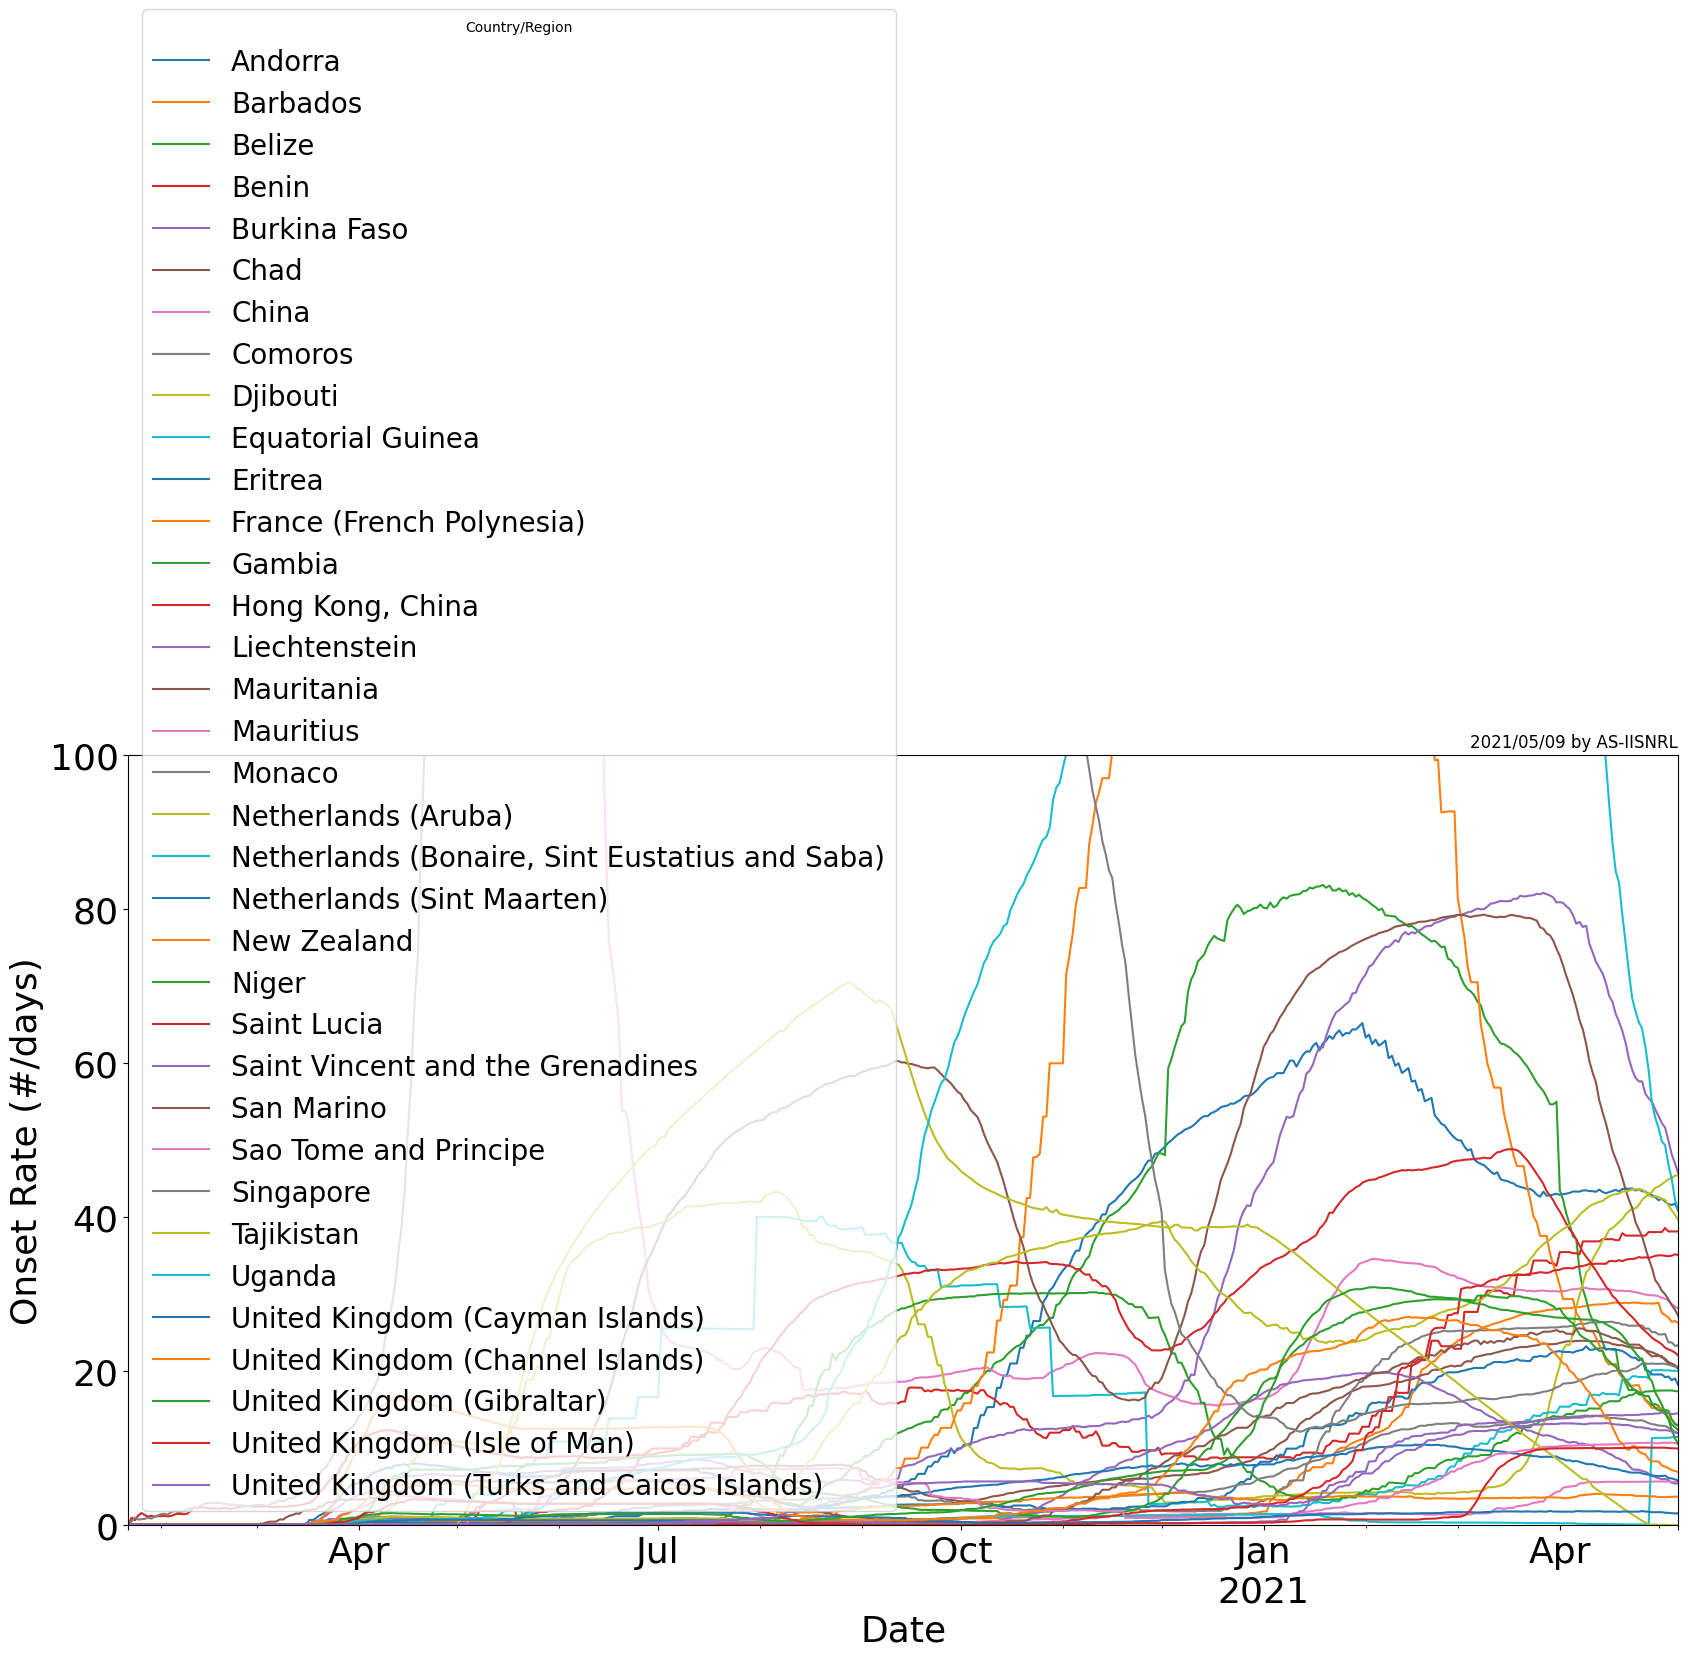 Country/Region
Andorra
Barbados
Belize
Benin
Burkina Faso
Chad
China
Comoros
Djibouti
Equatorial Guinea
Eritrea
France (French Polynesia)
Gambia
Hong Kong, China
Liechtenstein
Mauritania
Mauritius
Monaco
Netherlands (Aruba)
Netherlands (Bonaire, Sint Eustatius and Saba)
Netherlands (Sint Maarten)
New Zealand
Niger
Saint Lucia
Saint Vincent and the Grenadines
San Marino
Sao Tome and Principe
Singapore
Tajikistan
Uganda
United Kingdom (Cayman Islands)
United Kingdom (Channel Islands)
United Kingdom (Gibraltar)
United Kingdom (Isle of Man)
United Kingdom (Turks and Caicos Islands)
2021/05/09 by AS-IISNRL
100
80
60
40
20
0
Onset Rate (#/days)
Apr
Jul
Oct
Jan
2021
Apr
Date